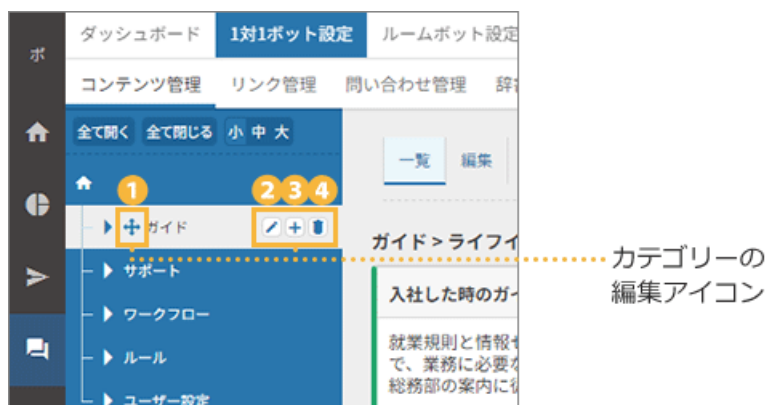 ボ
ダッシュボード 1対1ボット設定 ルームボット設定
コンテンツ管理 リンク管理 問い合わせ管理 辞
全て開く 全て閉じる 小 中 大
一覧 編集
1 2 3 4
ガイド
ガイド > ライフイ
サポート
カテゴリーの
編集アイコン
入社した時のガイ
ワークフロー
就業規則と情報セ
で、業務に必要な
総務部の案内に従
ルール
ユーザー設定